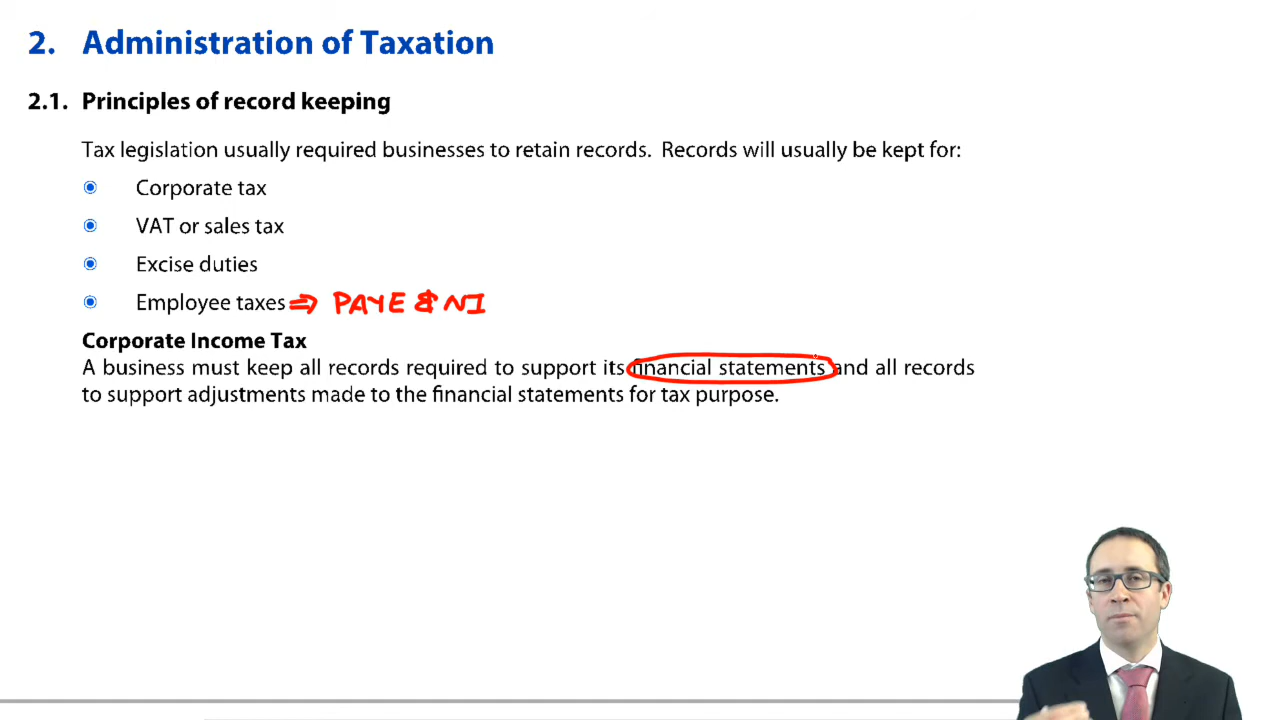 2. Administration of Taxation
2.1. Principles of record keeping
Tax legislation usually required businesses to retain records. Records will usually be kept for:
Corporate tax
VAT or sales tax
Excise duties
Employee taxes ⇒ PAYE & NI
Corporate Income Tax
A business must keep all records required to support its financial statements and all records
to support adjustments made to the financial statements for tax purpose.